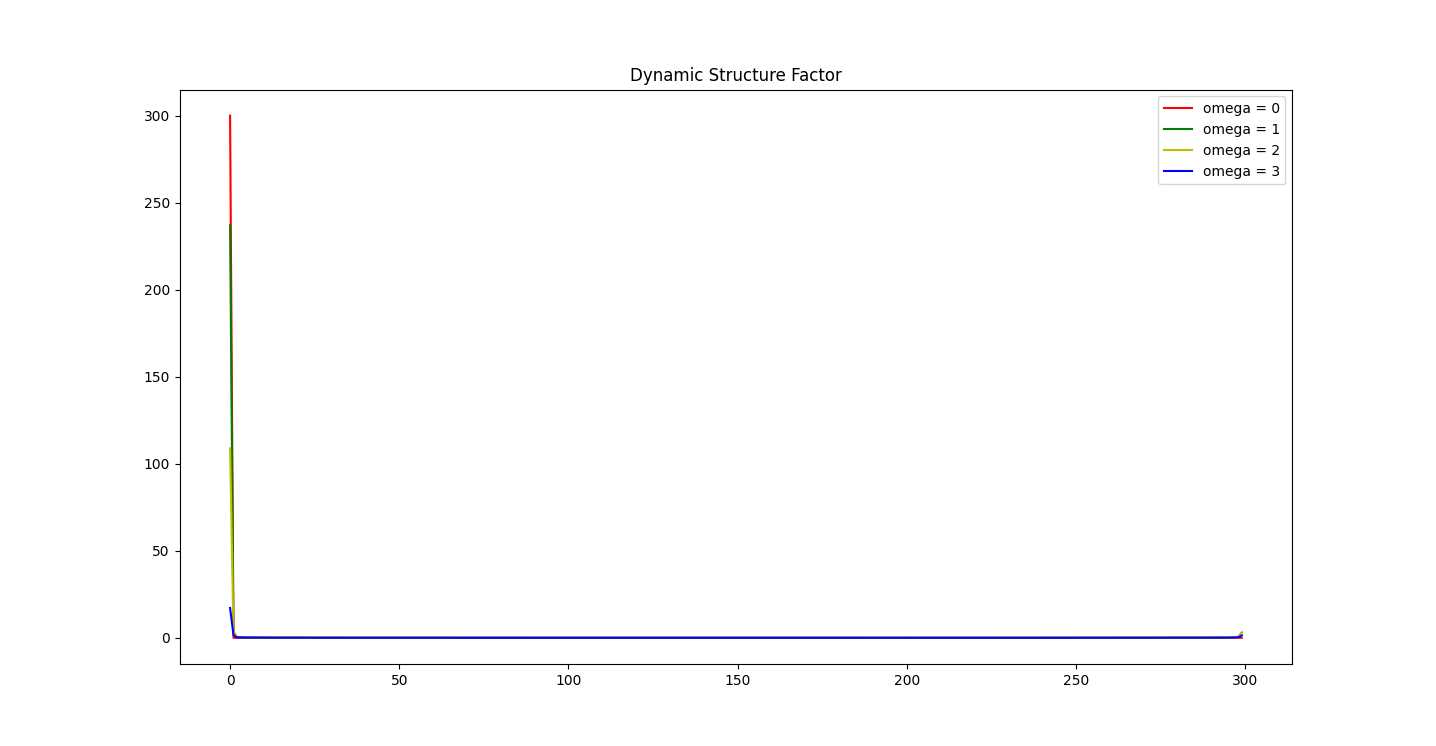 Dynamic Structure Factor
omega = 0
omega = 1
omega = 2
omega = 3
300
250
200
150
100
50
0
0 50 100 150 200 250 300